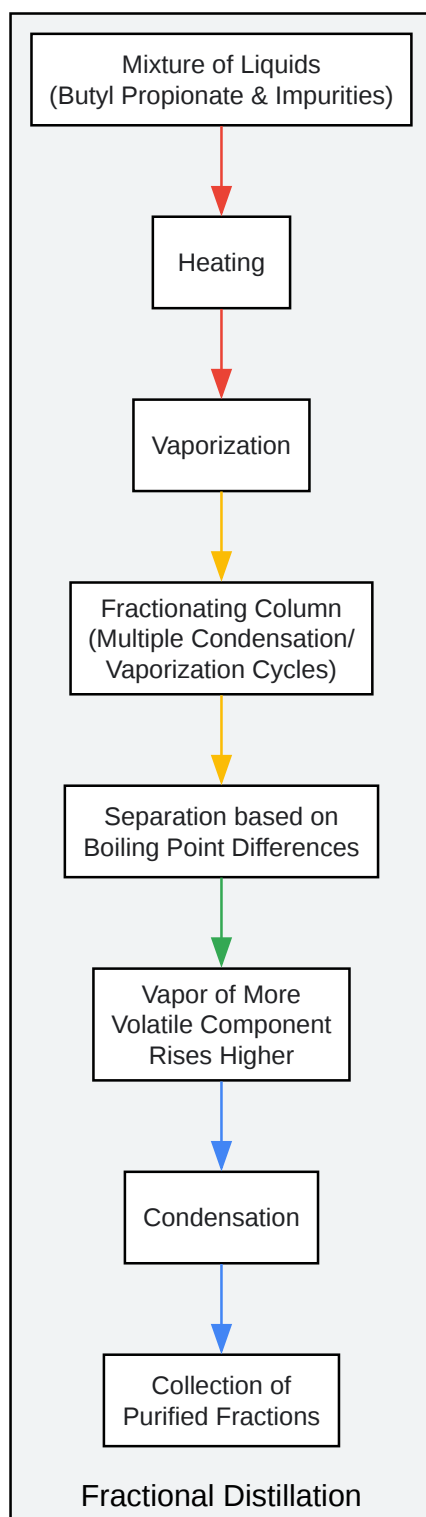 Mixture of Liquids
(Butyl Propionate & Impurities)
Heating
Vaporization
Fractionating Column
(Multiple Condensation/
Vaporization Cycles)
Separation based on
Boiling Point Differences
Vapor of More
Volatile Component
Rises Higher
Condensation
Collection of
Purified Fractions
Fractional Distillation